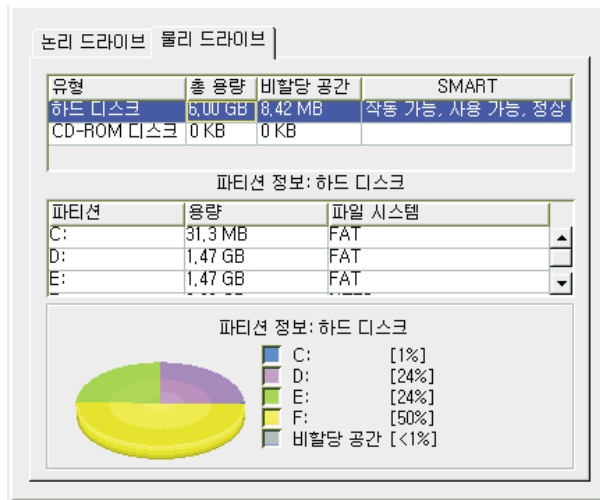 논리 드라이브 물리 드라이브
유형 총 용량 비할당 공간 SMART
하드 디스크 6,00 GB 8,42 MB 작동 가능, 사용 가능, 정상
CD-ROM 디스크 0 KB 0 KB
파티션 정보: 하드 디스크
파티션 용량 파일 시스템
C: 31,3 MB FAT
D: 1,47 GB FAT
E: 1,47 GB FAT
파티션 정보: 하드 디스크
C: [1%]
D: [24%]
E: [24%]
F: [50%]
비할당 공간 [<1%]